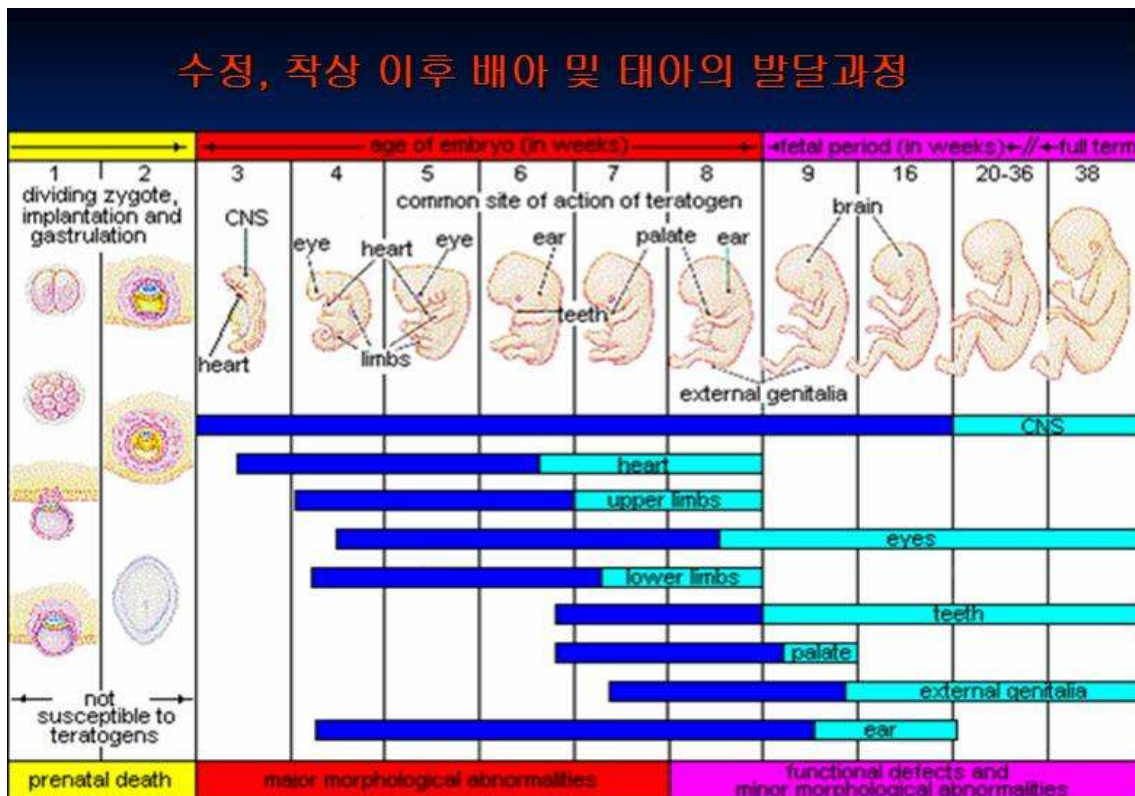 수정, 착상 이후 배아 및 태아의 발달과정
age of embryo (in weeks)
fetal period (in weeks)
full term
1 2 3 4 5 6 7 8 9 16 20-36 38
dividing zygote,
implantation and
gastrulation
common site of action of teratogen
CNS
eye
heart
eye
ear
palate
ear
brain
heart
limbs
teeth
external genitalia
CNS
heart
upper limbs
eyes
lower limbs
teeth
palate
external genitalia
ear
not
susceptible to
teratogens
prenatal death
major morphological abnormalities
functional defects and
minor morphological abnormalities